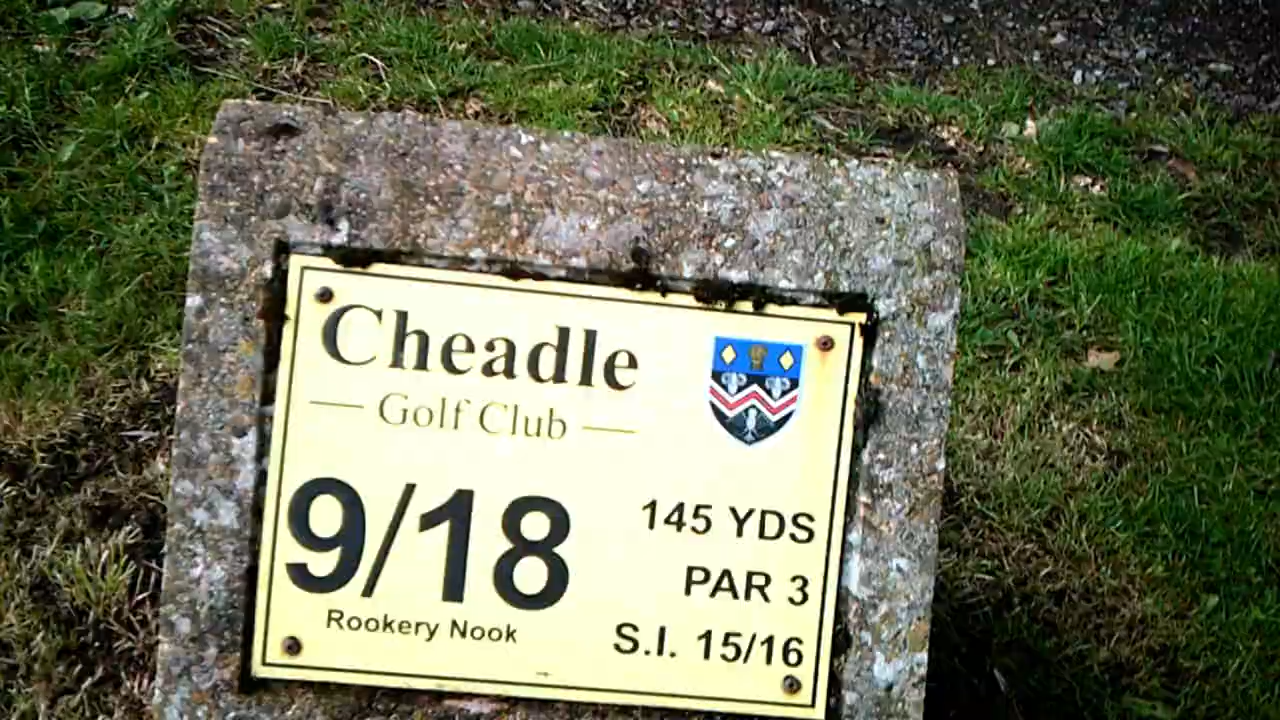 Cheadle
Golf Club
9/18
Rookery Nook
145 YDS
PAR 3
S.I. 15/16